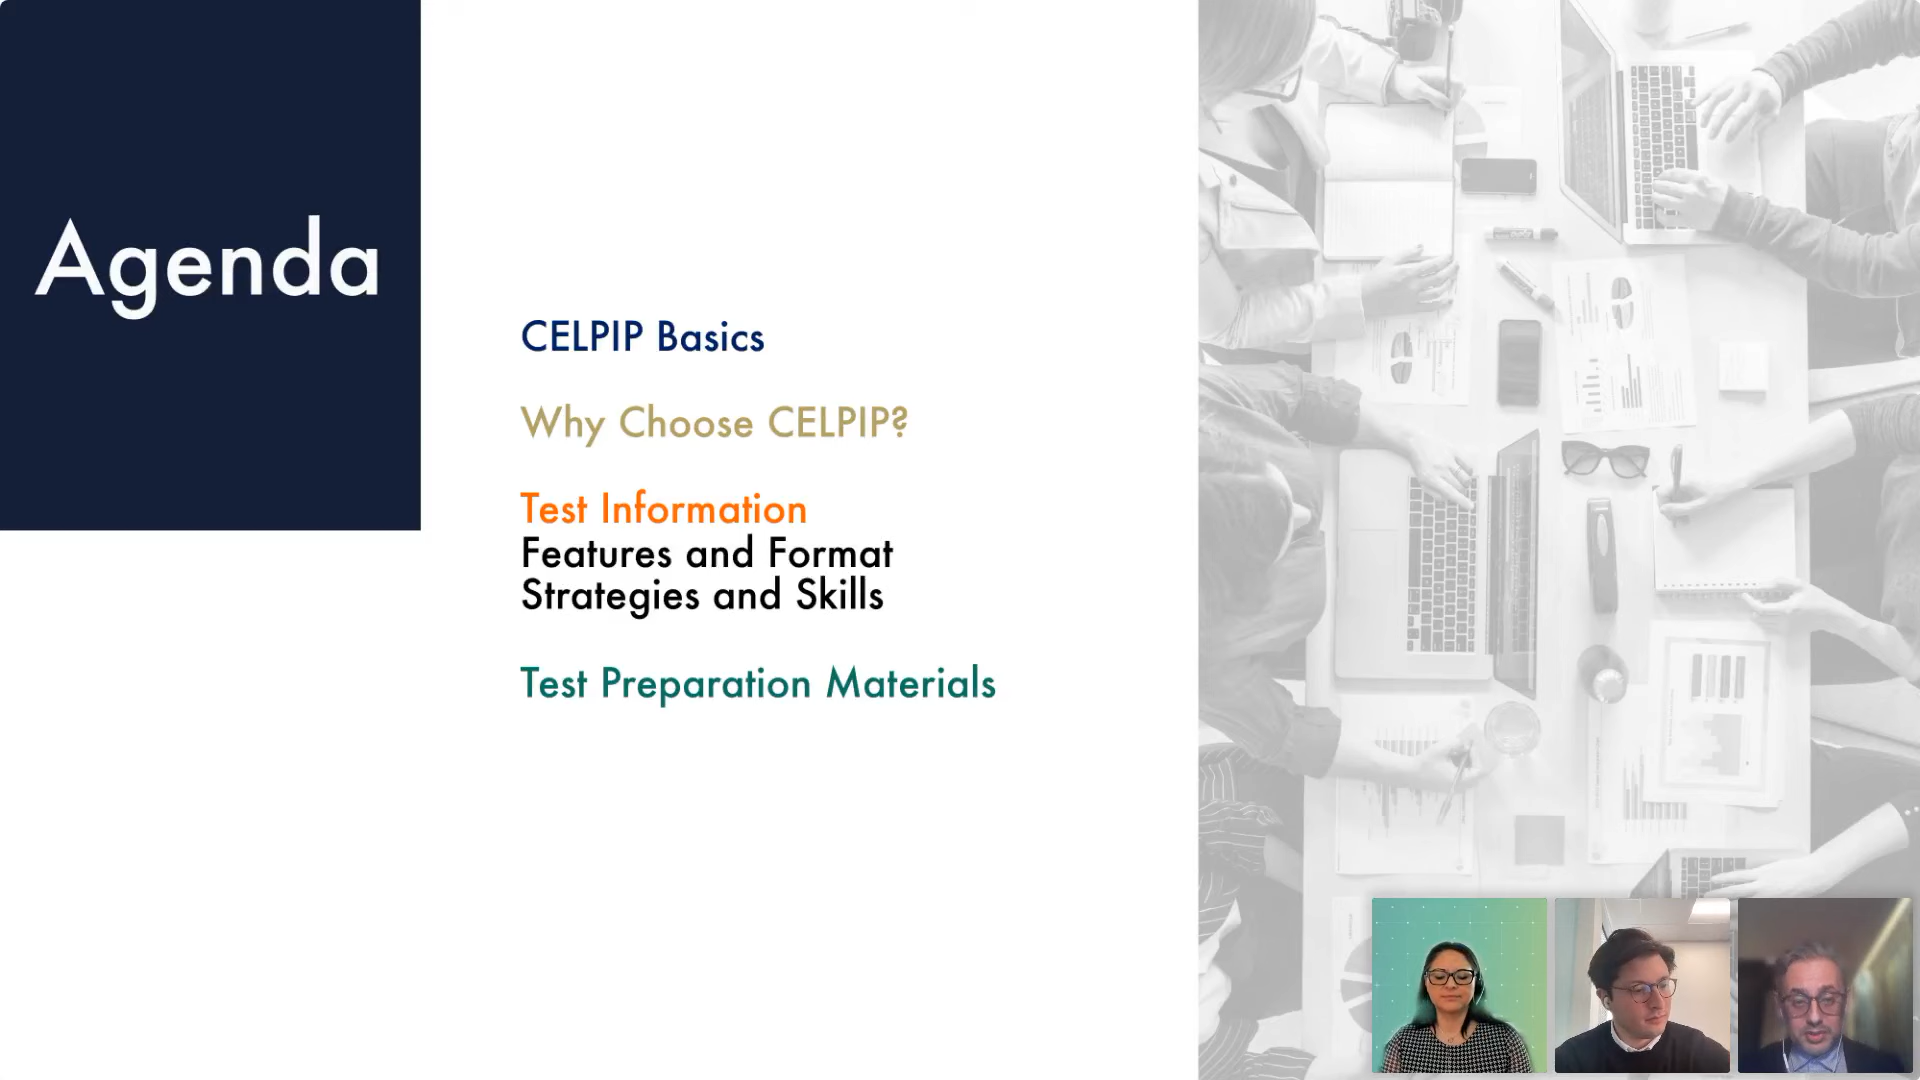 Agenda
CELPIP Basics
Why Choose CELPIP?
Test Information
Features and Format
Strategies and Skills
Test Preparation Materials